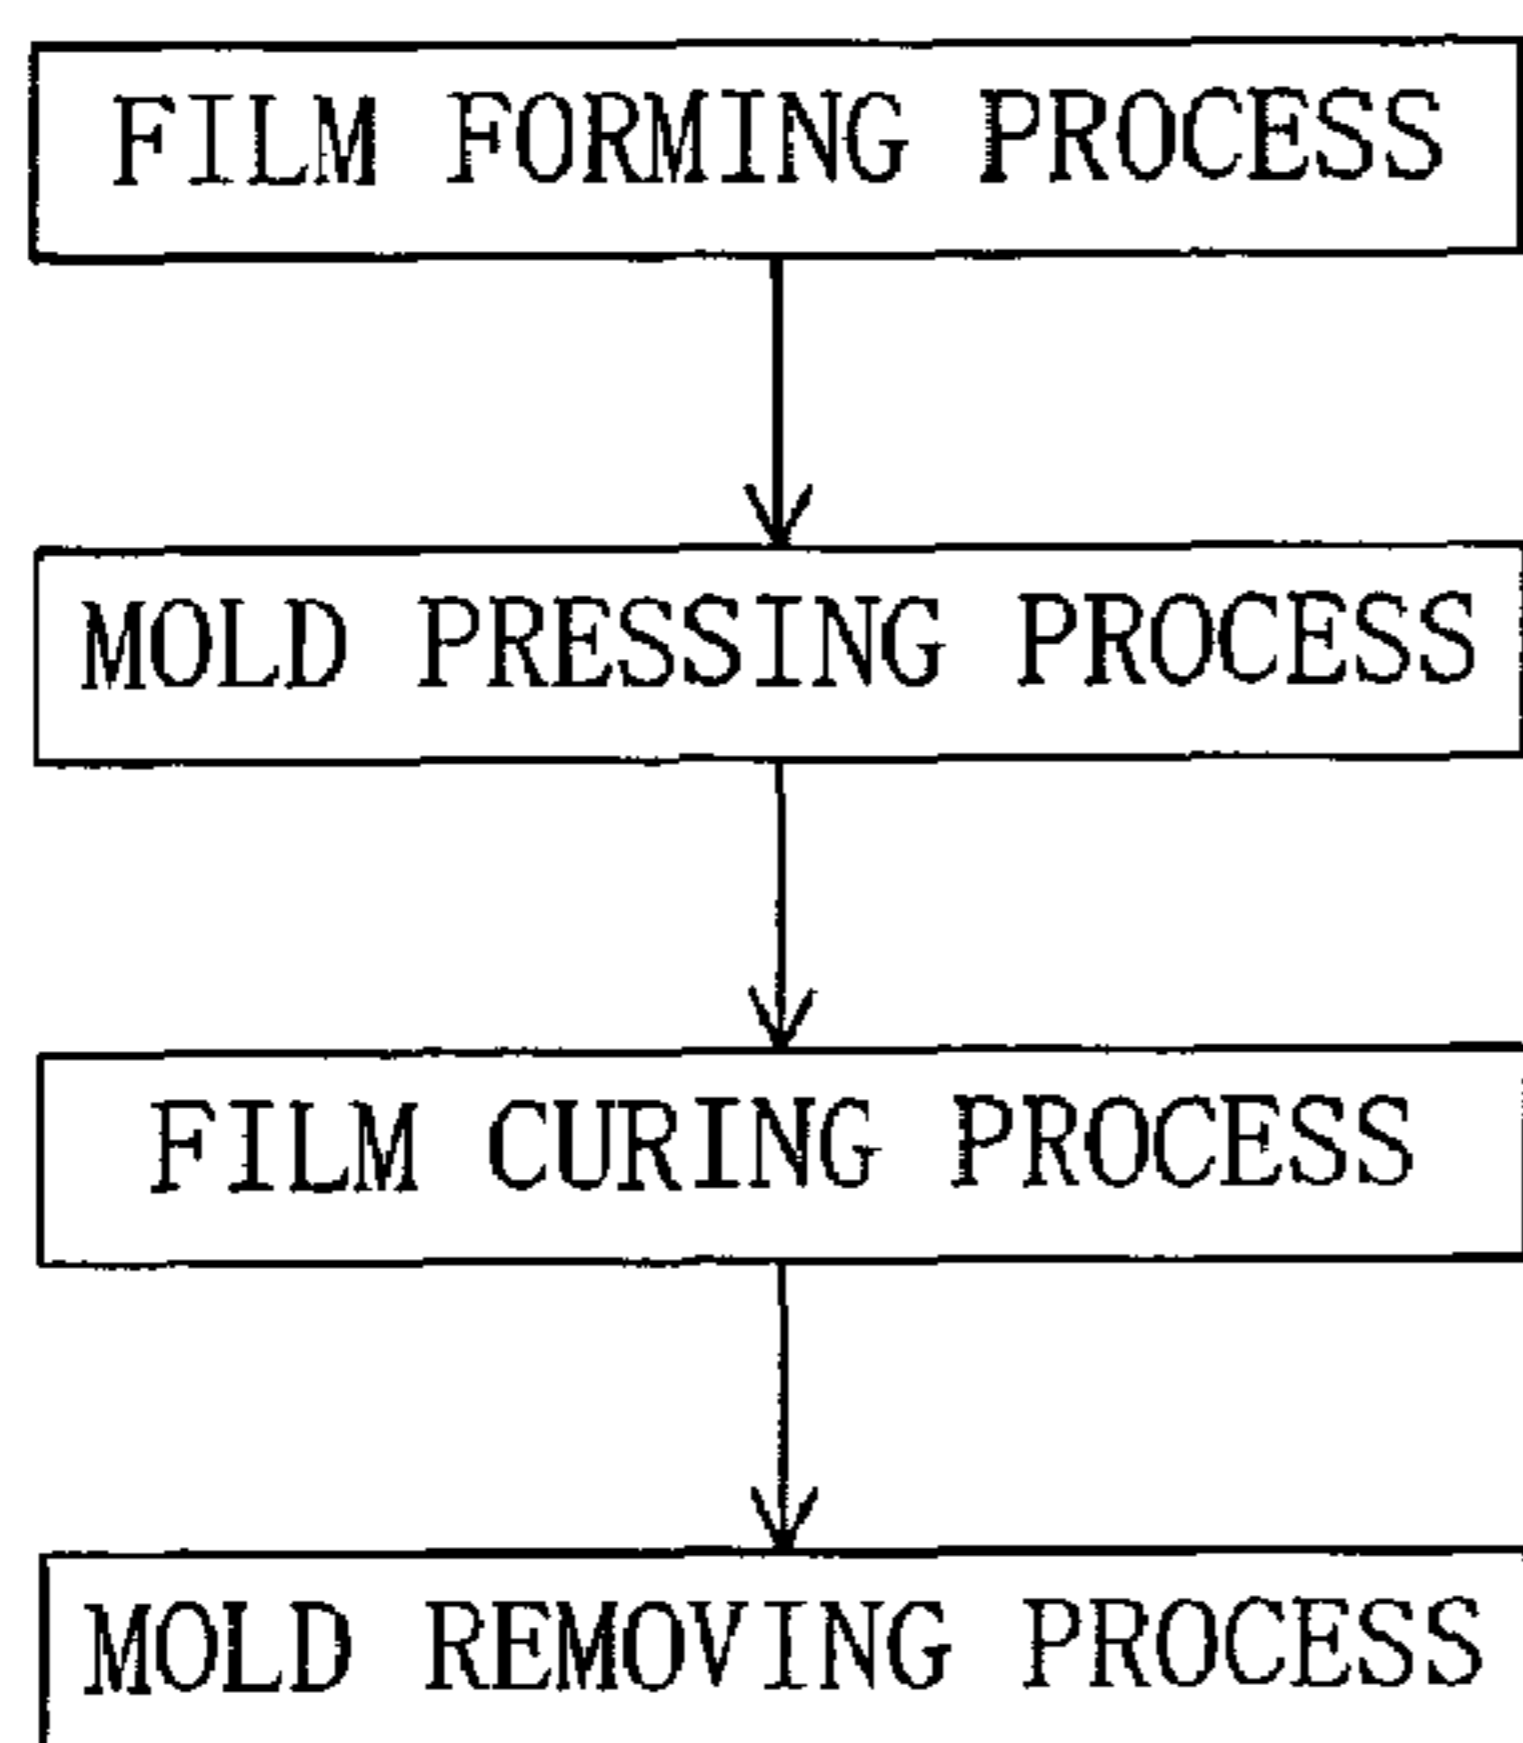 FILM FORMING PROCESS
MOLD PRESSING PROCESS
FILM CURING PROCESS
MOLD REMOVING PROCESS